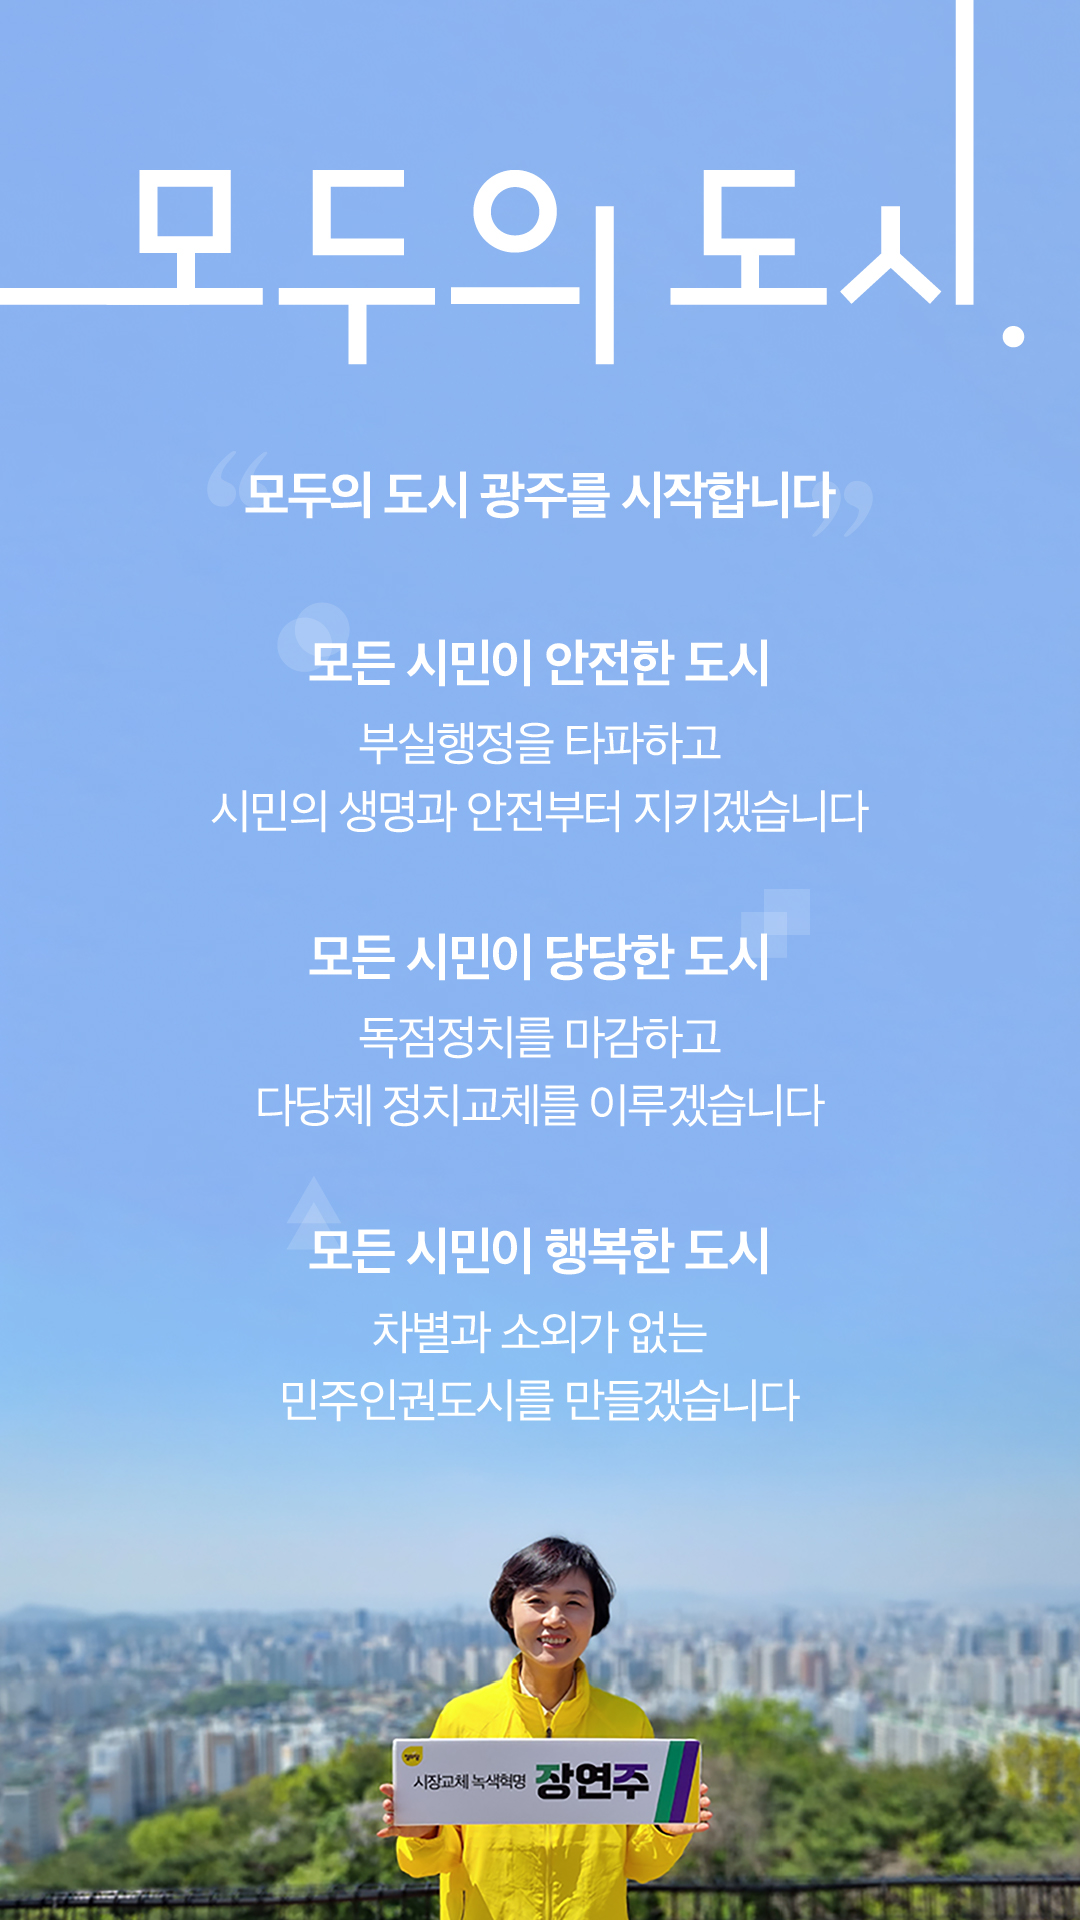 모두의 도시.
모두의 도시 광주를 시작합니다
모든 시민이 안전한 도시
부실행정을 타파하고
시민의 생명과 안전부터 지키겠습니다
모든 시민이 당당한 도시
독점정치를 마감하고
다당체 정치교체를 이루겠습니다
모든 시민이 행복한 도시
차별과 소외가 없는
민주인권도시를 만들겠습니다
정의당
시장교체 녹색혁명 장연주